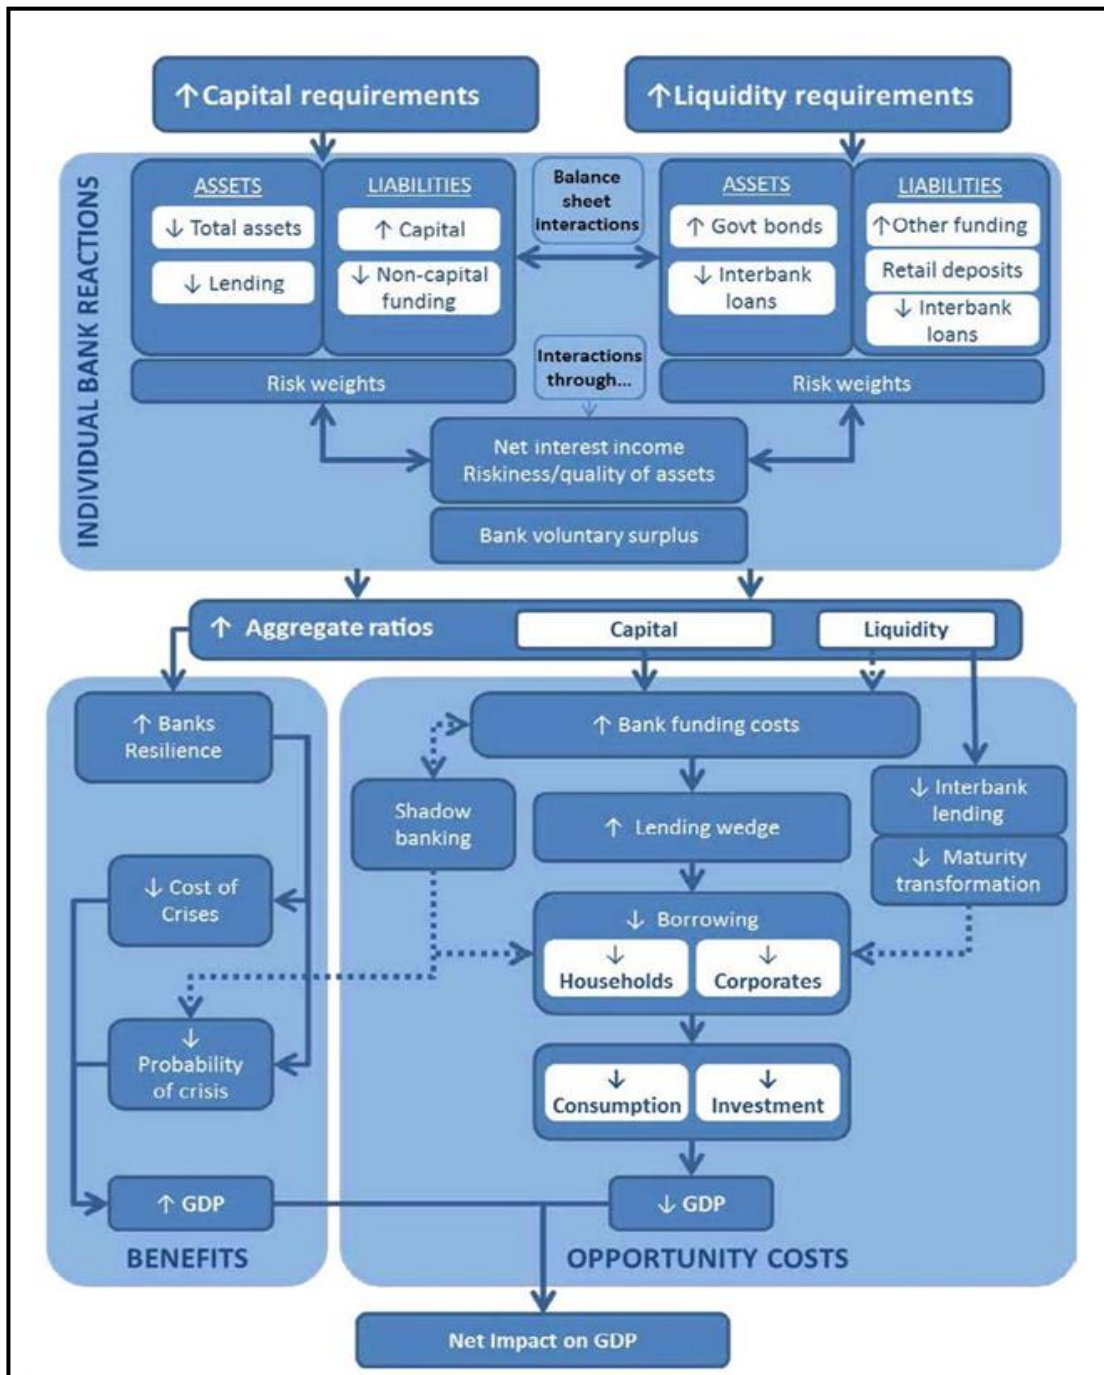 ↑Capital requirements
↑Liquidity requirements
INDIVIDUAL BANK REACTIONS
ASSETS
↓ Total assets
↓ Lending
LIABILITIES
↑ Capital
↓ Non-capital
funding
Balance
sheet
interactions
ASSETS
↑ Govt bonds
↓ Interbank
loans
LIABILITIES
↑Other funding
Retail deposits
↓ Interbank
loans
Risk weights
Interactions
through...
Risk weights
Net interest income
Riskiness/quality of assets
Bank voluntary surplus
↑ Aggregate ratios
Capital
Liquidity
↑ Banks
Resilience
↑ Bank funding costs
Shadow
banking
↑ Lending wedge
↓ Interbank
lending
↓ Maturity
transformation
↓ Cost of
Crises
↓ Borrowing
↓
Households
↓
Corporates
↓
Probability
of crisis
↓
Consumption
↓
Investment
↑ GDP
↓ GDP
BENEFITS
OPPORTUNITY COSTS
Net Impact on GDP